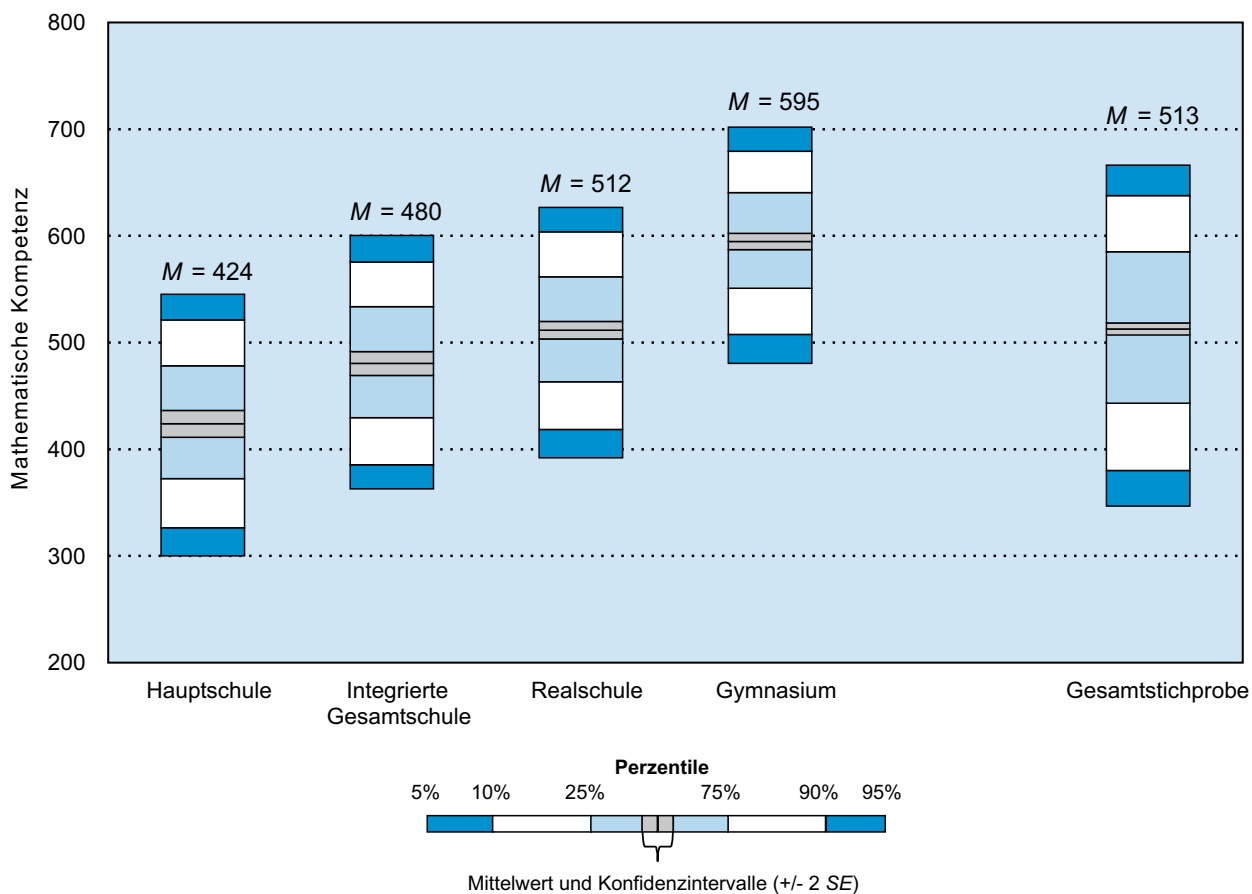 800
700
600
500
400
300
200
Mathematische Kompetenz
M = 424
M = 480
M = 512
M = 595
M = 513
Hauptschule
Integrierte
Gesamtschule
Realschule
Gymnasium
Gesamtstichprobe
Perzentile
5% 10% 25% 75% 90% 95%
Mittelwert und Konfidenzintervalle (+/- 2 SE)